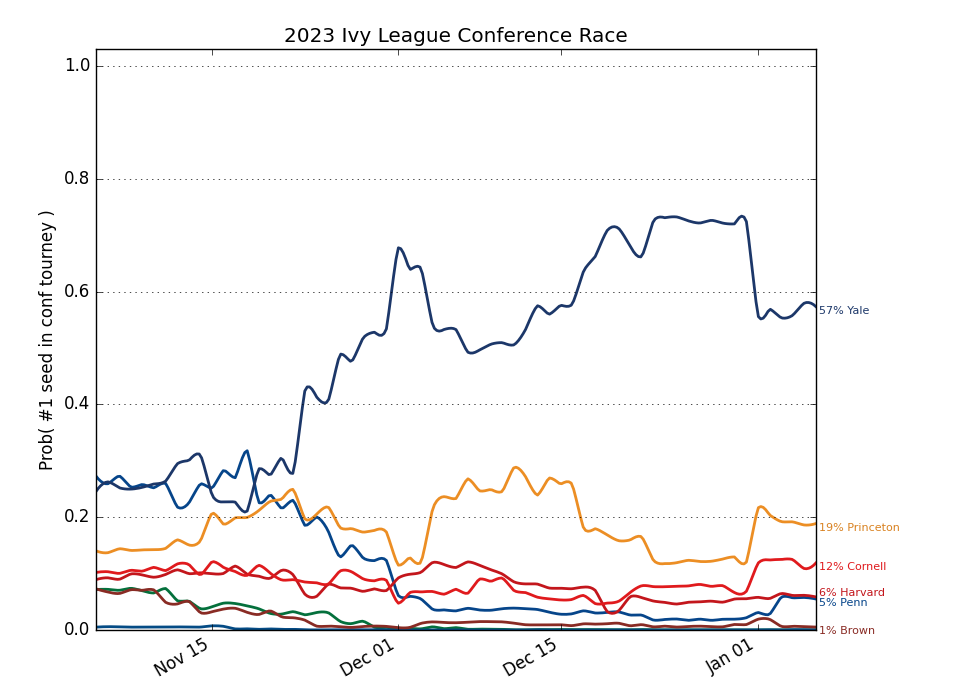 2023 Ivy League Conference Race
Prob( #1 seed in conf tourney )
1.0
0.8
0.6
0.4
0.2
0.0
57% Yale
19% Princeton
12% Cornell
6% Harvard
5% Penn
1% Brown
Nov 15
Dec 01
Dec 15
Jan 01